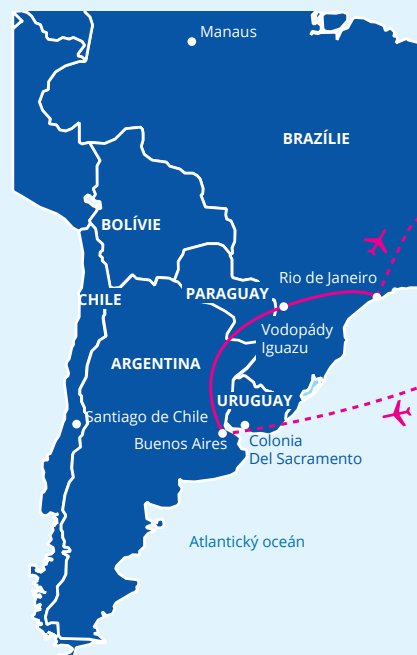 Manaus
BRAZÍLIE
BOLÍVIE
Rio de Janeiro
PARAGUAY
CHILE
Vodopády
Iguazu
ARGENTINA
URUGUAY
Santiago de Chile
Buenos Aires
Colonia
Del Sacramento
Atlantický oceán